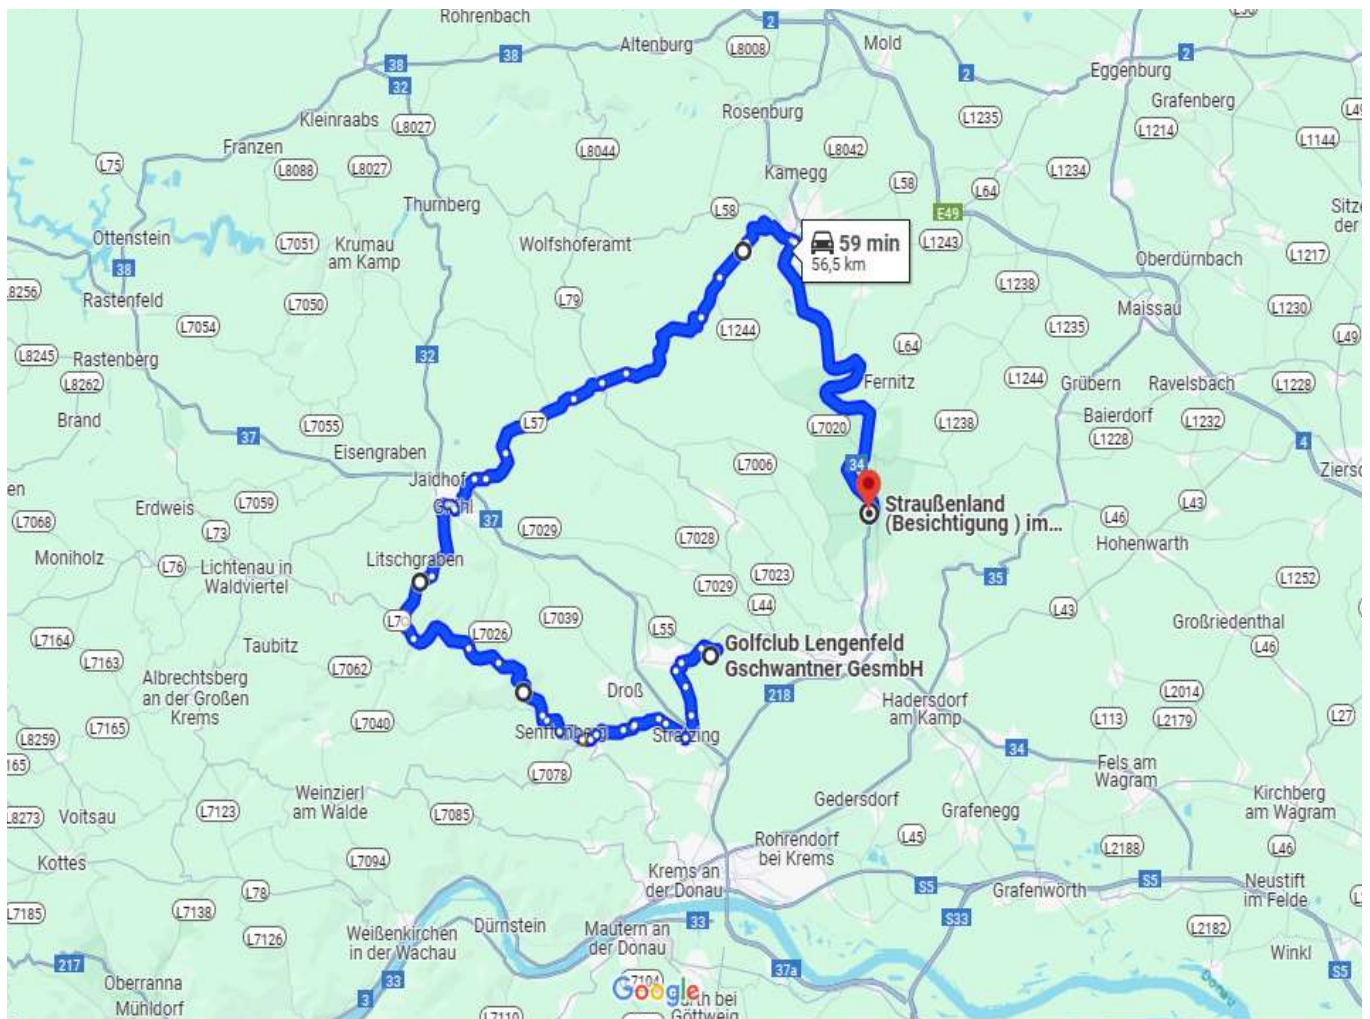 Röhrenbach
2
L8008
Altenburg
Mold
Eggenburg
2
38
38
32
2
Grafenberg
Rosenburg
Kleinraabs
L8027
L1235
L1214
L1144
Franzen
L8044
L8042
L75
L8088
L8027
Kamegg
L1234
L58
L64
Thurnberg
L58
E49
Ottenstein
L7051
Krumau
am Kamp
Wolfshoferamt
59 min
56,5 km
L1243
Oberdürnbach
L1217
38
L8256
Rastenfeld
L7050
L79
L1238
L1230
Maissau
L7054
L1244
L1235
L49
L8245
Rastenberg
32
L64
L8262
Fernitz
L1244
Grübern
Ravelsbach
L1228
Brand
L57
L7020
L1238
Baierdorf
L1232
L7055
L1228
37
4
Eisengraben
34
L7006
Jaidhof
Straußenland
(Besichtigung ) im...
L7059
Erdweis
37
L7029
L46
L43
L7068
L73
L7028
Hohenwarth
Moniholz
L76
Lichtenau in
Waldviertel
Litschgraben
L7023
L7029
35
L1252
L44
L43
L7026
L7039
L55
Großriedenthal
L7164
Taubitz
L7163
L7062
Golfclub Lengenfeld
Gschwantner GesmbH
L46
Albrechtsberg
an der Großen
Krems
Droß
218
L2014
Hadersdorf
am Kamp
L7165
L7040
L113
L2179
L27
L8259
Senftenberg
Stratzing
34
L7078
Fels am
Wagram
Weinzierl
am Walde
Gedersdorf
Kirchberg
am Wagram
L8273
Voitsau
L7123
L7085
Grafenegg
L45
Rohrendorf
bei Krems
L2188
L46
Kottes
L7094
Krems an
der Donau
L78
S5
Grafenwörth
S5
Neustift
im Felde
L7185
L7138
Dürnstein
33
S33
L7126
Weißenkirchen
in der Wachau
Mautern an
der Donau
L2182
Winkl
217
37a
S5
Oberranna
33
Mühldorf
3
L7104
Google
Donau
L7110
Furth bei
Göttweig